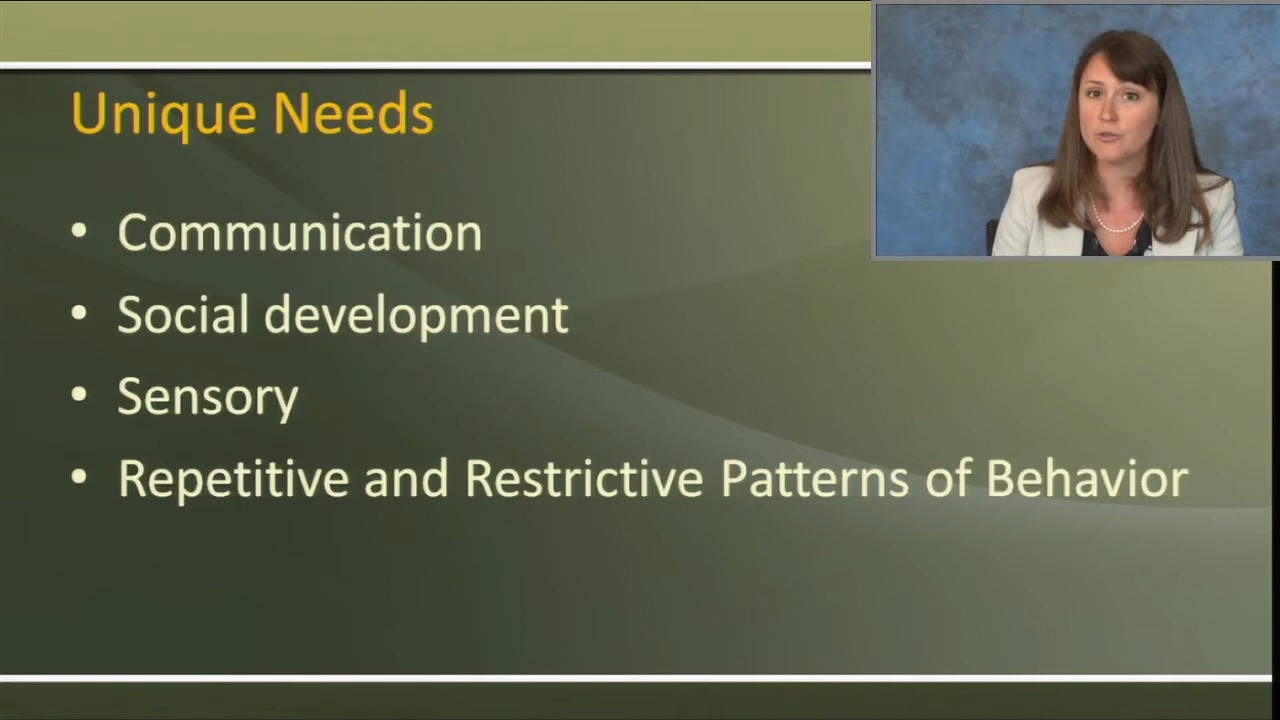 Unique Needs
• Communication
• Social development
• Sensory
• Repetitive and Restrictive Patterns of Behavior